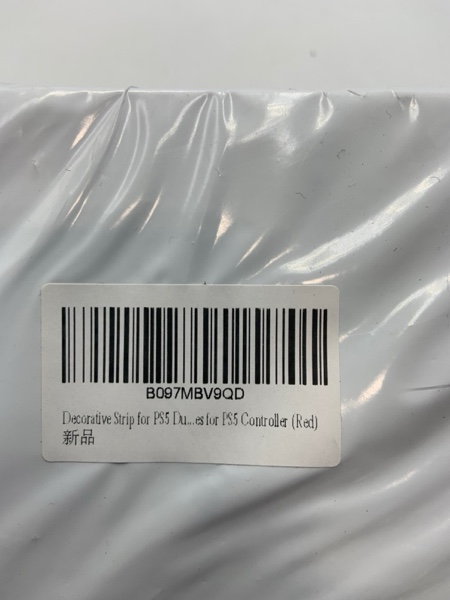 B097MBV9QD
Decorative Strip for PS5 Du...es for PS5 Controller (Red)
新品